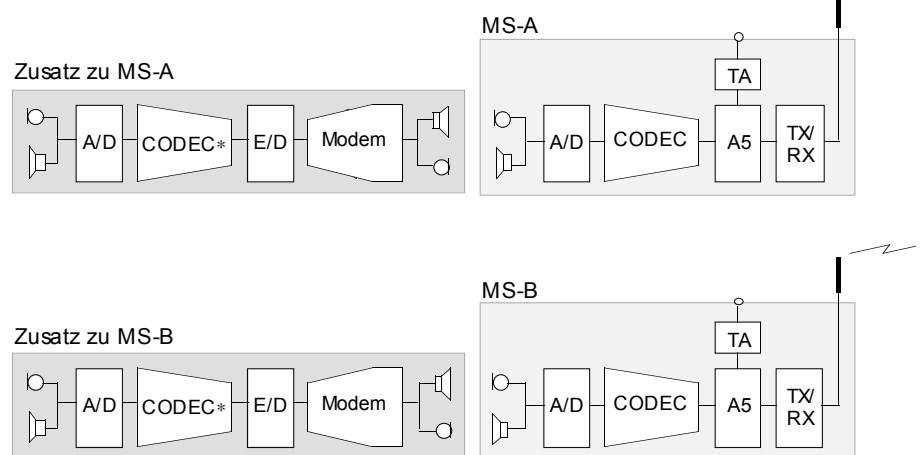 MS-A
Zusatz zu MS-A
TA
A/D CODEC* E/D Modem
A/D CODEC A5 TX/
RX
MS-B
Zusatz zu MS-B
TA
A/D CODEC* E/D Modem
A/D CODEC A5 TX/
RX